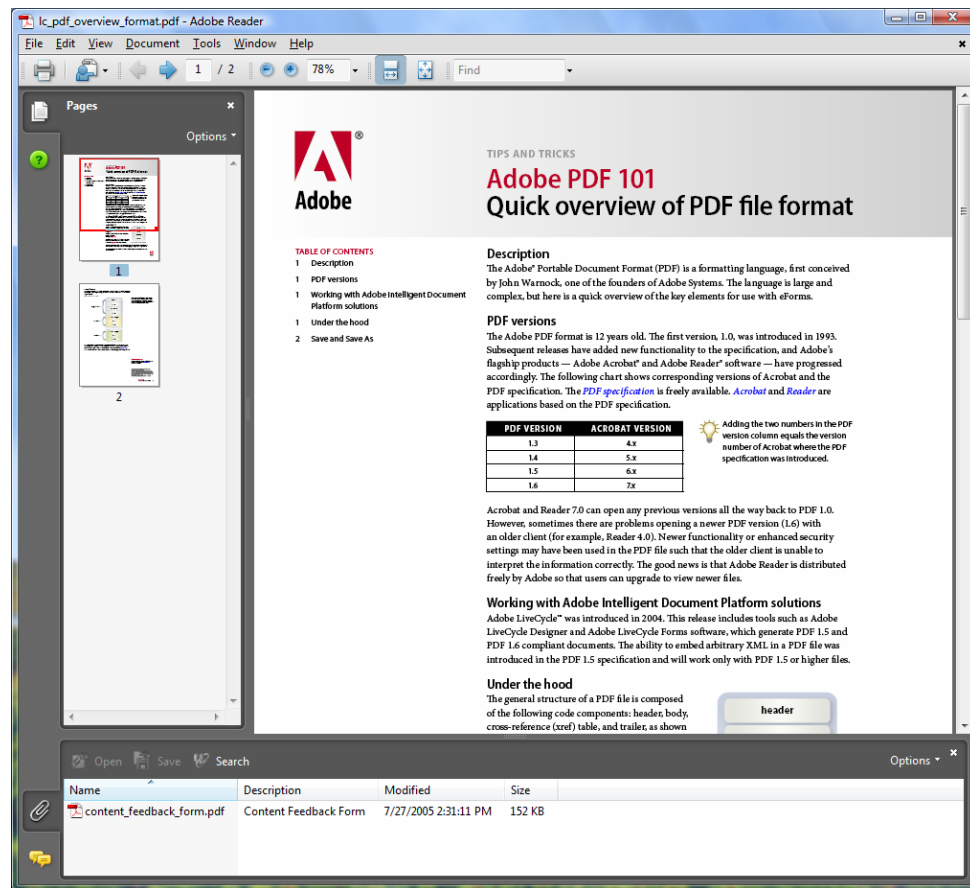 lc_pdf_overview_format.pdf - Adobe Reader
File Edit View Document Tools Window Help
1 / 2 78% Find
Pages
Options
1
2
Adobe
TIPS AND TRICKS
Adobe PDF 101
Quick overview of PDF file format
TABLE OF CONTENTS
1 Description
1 PDF versions
1 Working with Adobe Intelligent Document
Platform solutions
1 Under the hood
2 Save and Save As
Description
The Adobe® Portable Document Format (PDF) is a formatting language, first conceived
by John Warnock, one of the founders of Adobe Systems. The language is large and
complex, but here is a quick overview of the key elements for use with eForms.
PDF versions
The Adobe PDF format is 12 years old. The first version, 1.0, was introduced in 1993.
Subsequent releases have added new functionality to the specification, and Adobe's
flagship products — Adobe Acrobat® and Adobe Reader® software — have progressed
accordingly. The following chart shows corresponding versions of Acrobat and the
PDF specification. The PDF specification is freely available. Acrobat and Reader are
applications based on the PDF specification.
PDF VERSION ACROBAT VERSION
1.3 4.x
1.4 5.x
1.5 6.x
1.6 7.x
Adding the two numbers in the PDF
version column equals the version
number of Acrobat where the PDF
specification was introduced.
Acrobat and Reader 7.0 can open any previous versions all the way back to PDF 1.0.
However, sometimes there are problems opening a newer PDF version (1.6) with
an older client (for example, Reader 4.0). Newer functionality or enhanced security
settings may have been used in the PDF file such that the older client is unable to
interpret the information correctly. The good news is that Adobe Reader is distributed
freely by Adobe so that users can upgrade to view newer files.
Working with Adobe Intelligent Document Platform solutions
Adobe LiveCycle™ was introduced in 2004. This release includes tools such as Adobe
LiveCycle Designer and Adobe LiveCycle Forms software, which generate PDF 1.5 and
PDF 1.6 compliant documents. The ability to embed arbitrary XML in a PDF file was
introduced in the PDF 1.5 specification and will work only with PDF 1.5 or higher files.
Under the hood
The general structure of a PDF file is composed
of the following code components: header, body,
cross-reference (xref) table, and trailer, as shown
header
Open Save Search Options
Name Description Modified Size
content_feedback_form.pdf Content Feedback Form 7/27/2005 2:31:11 PM 152 KB